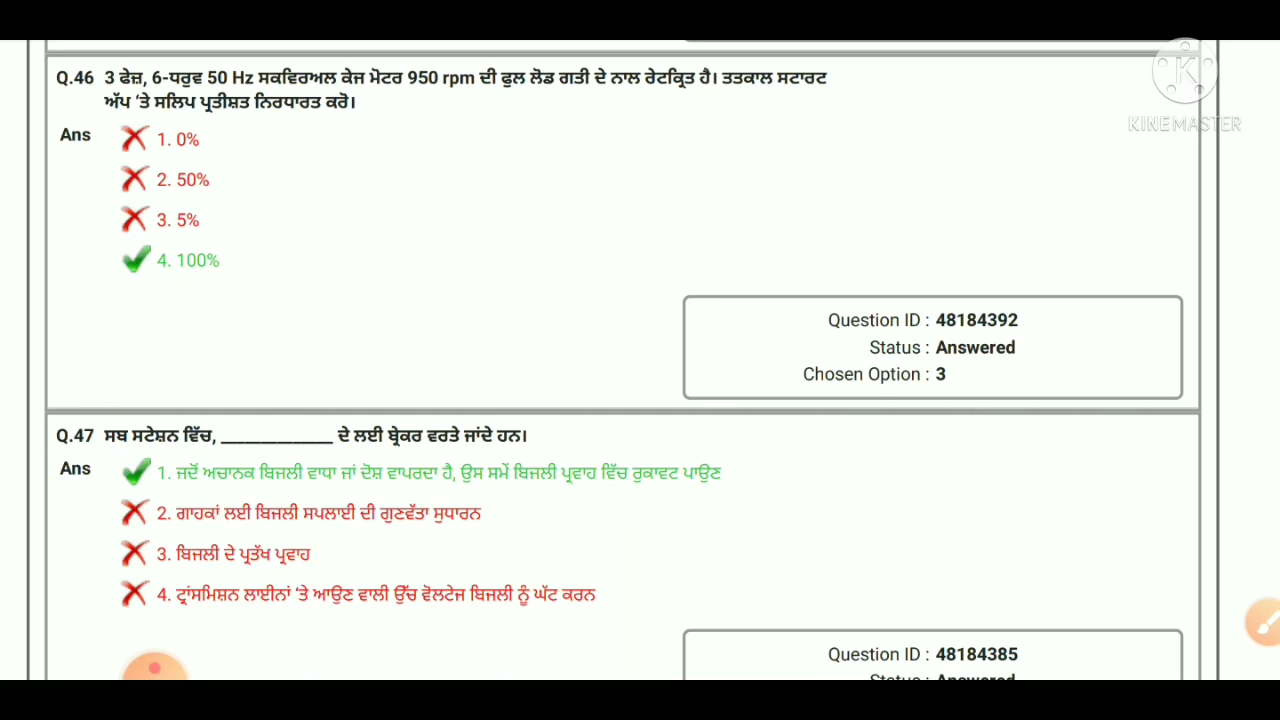 Q.46 3 ਫੇਜ਼, 6-ਧਰੁਵ 50 Hz ਸਕਵਿਰਅਲ ਕੇਜ ਮੋਟਰ 950 rpm ਦੀ ਫੁਲ ਲੋਡ ਗਤੀ ਦੇ ਨਾਲ ਰੇਟਕ੍ਰਿਤ ਹੈ। ਤਤਕਾਲ ਸਟਾਰਟ
ਅੱਪ ‘ਤੇ ਸਲਿਪ ਪ੍ਰਤੀਸ਼ਤ ਨਿਰਧਾਰਤ ਕਰੋ।
K
KINEMASTER
Ans 1. 0%
2. 50%
3. 5%
4. 100%
Question ID : 48184392
Status : Answered
Chosen Option : 3
Q.47 ਸਬ ਸਟੇਸ਼ਨ ਵਿੱਚ, ______________ ਦੇ ਲਈ ਬ੍ਰੇਕਰ ਵਰਤੇ ਜਾਂਦੇ ਹਨ।
Ans 1. ਜਦੋਂ ਅਚਾਨਕ ਬਿਜਲੀ ਵਾਧਾ ਜਾਂ ਦੋਸ਼ ਵਾਪਰਦਾ ਹੈ, ਉਸ ਸਮੇਂ ਬਿਜਲੀ ਪ੍ਰਵਾਹ ਵਿੱਚ ਰੁਕਾਵਟ ਪਾਉਣ
2. ਗਾਹਕਾਂ ਲਈ ਬਿਜਲੀ ਸਪਲਾਈ ਦੀ ਗੁਣਵੱਤਾ ਸੁਧਾਰਨ
3. ਬਿਜਲੀ ਦੇ ਪ੍ਰਤੱਖ ਪ੍ਰਵਾਹ
4. ਟ੍ਰਾਂਸਮਿਸ਼ਨ ਲਾਈਨਾਂ ‘ਤੇ ਆਉਣ ਵਾਲੀ ਉੱਚ ਵੋਲਟੇਜ ਬਿਜਲੀ ਨੂੰ ਘੱਟ ਕਰਨ
Question ID : 48184385
Status : Answered